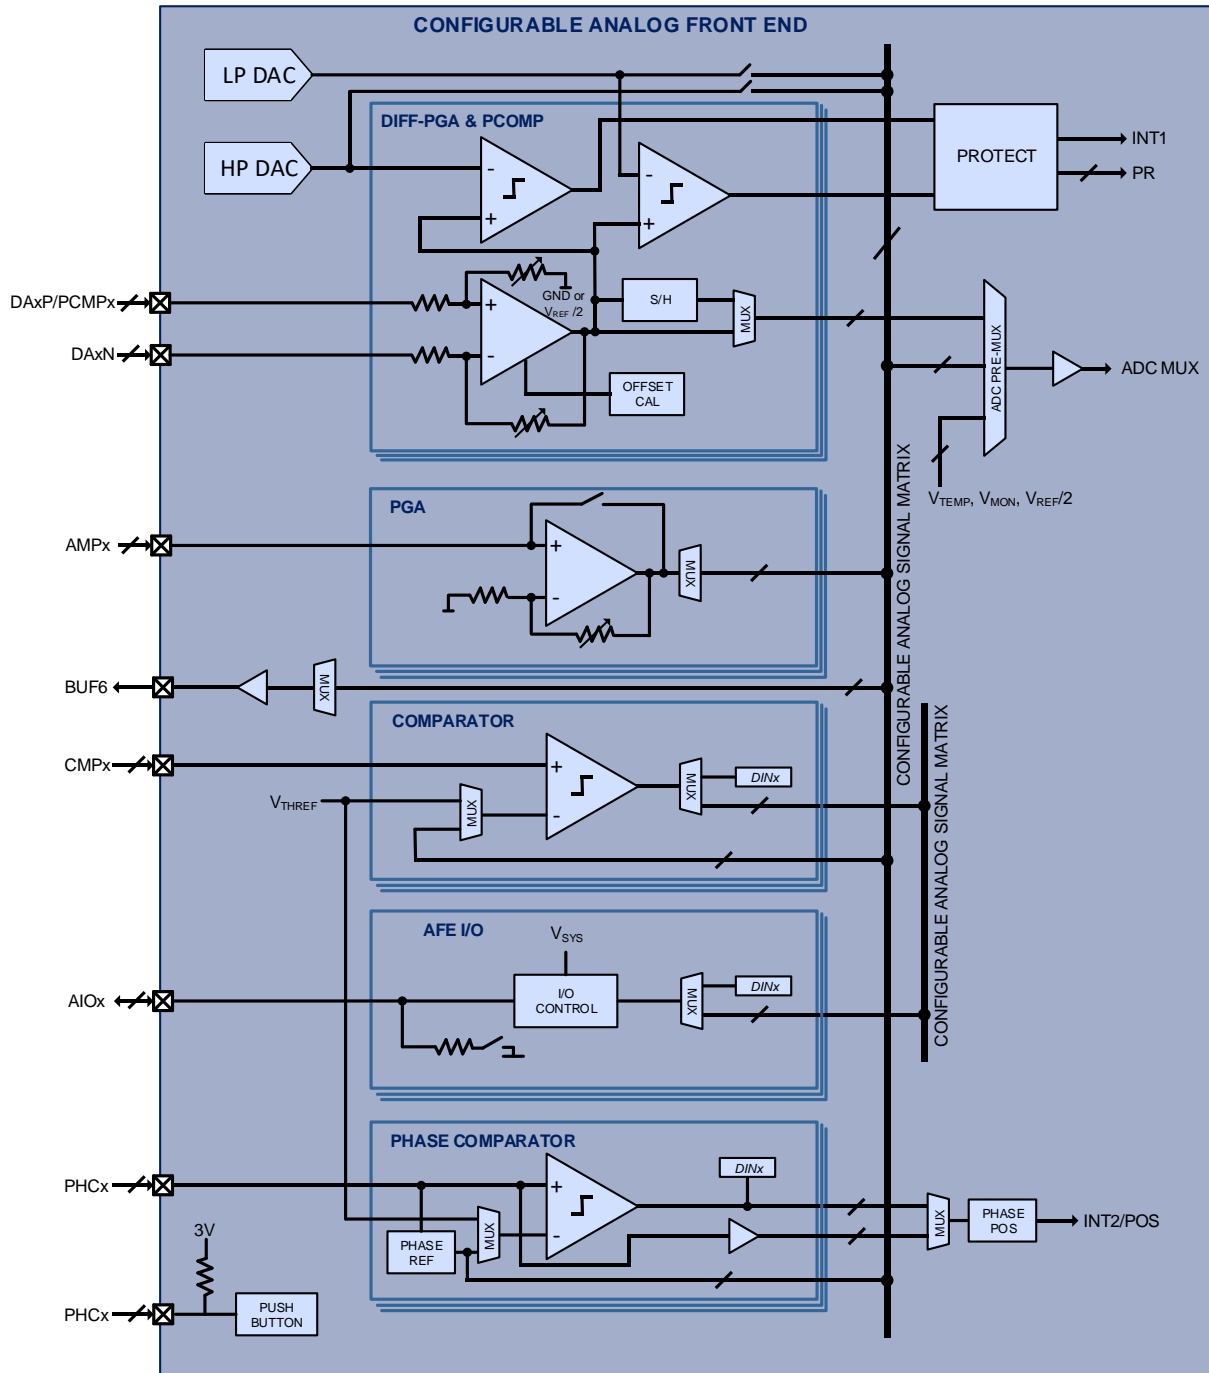 CONFIGURABLE ANALOG FRONT END
LP DAC
HP DAC
DIFF-PGA & PCOMP
-
+
-
+
PROTECT
INT1
PR
DAxP/PCMPx
DAxN
+
-
GND or
VREF /2
S/H
MUX
OFFSET
CAL
ADC PRE-MUX
ADC MUX
VTEMP, VMON, VREF/2
CONFIGURABLE ANALOG SIGNAL MATRIX
PGA
AMPx
+
-
MUX
BUF6
MUX
COMPARATOR
CMPx
VTHREF
MUX
+
-
MUX
DINx
CONFIGURABLE ANALOG SIGNAL MATRIX
AFE I/O
VSYS
AIOx
I/O
CONTROL
MUX
DINx
PHASE COMPARATOR
PHCx
PHASE
REF
MUX
+
-
DINx
MUX
PHASE
POS
INT2/POS
3V
PHCx
PUSH
BUTTON